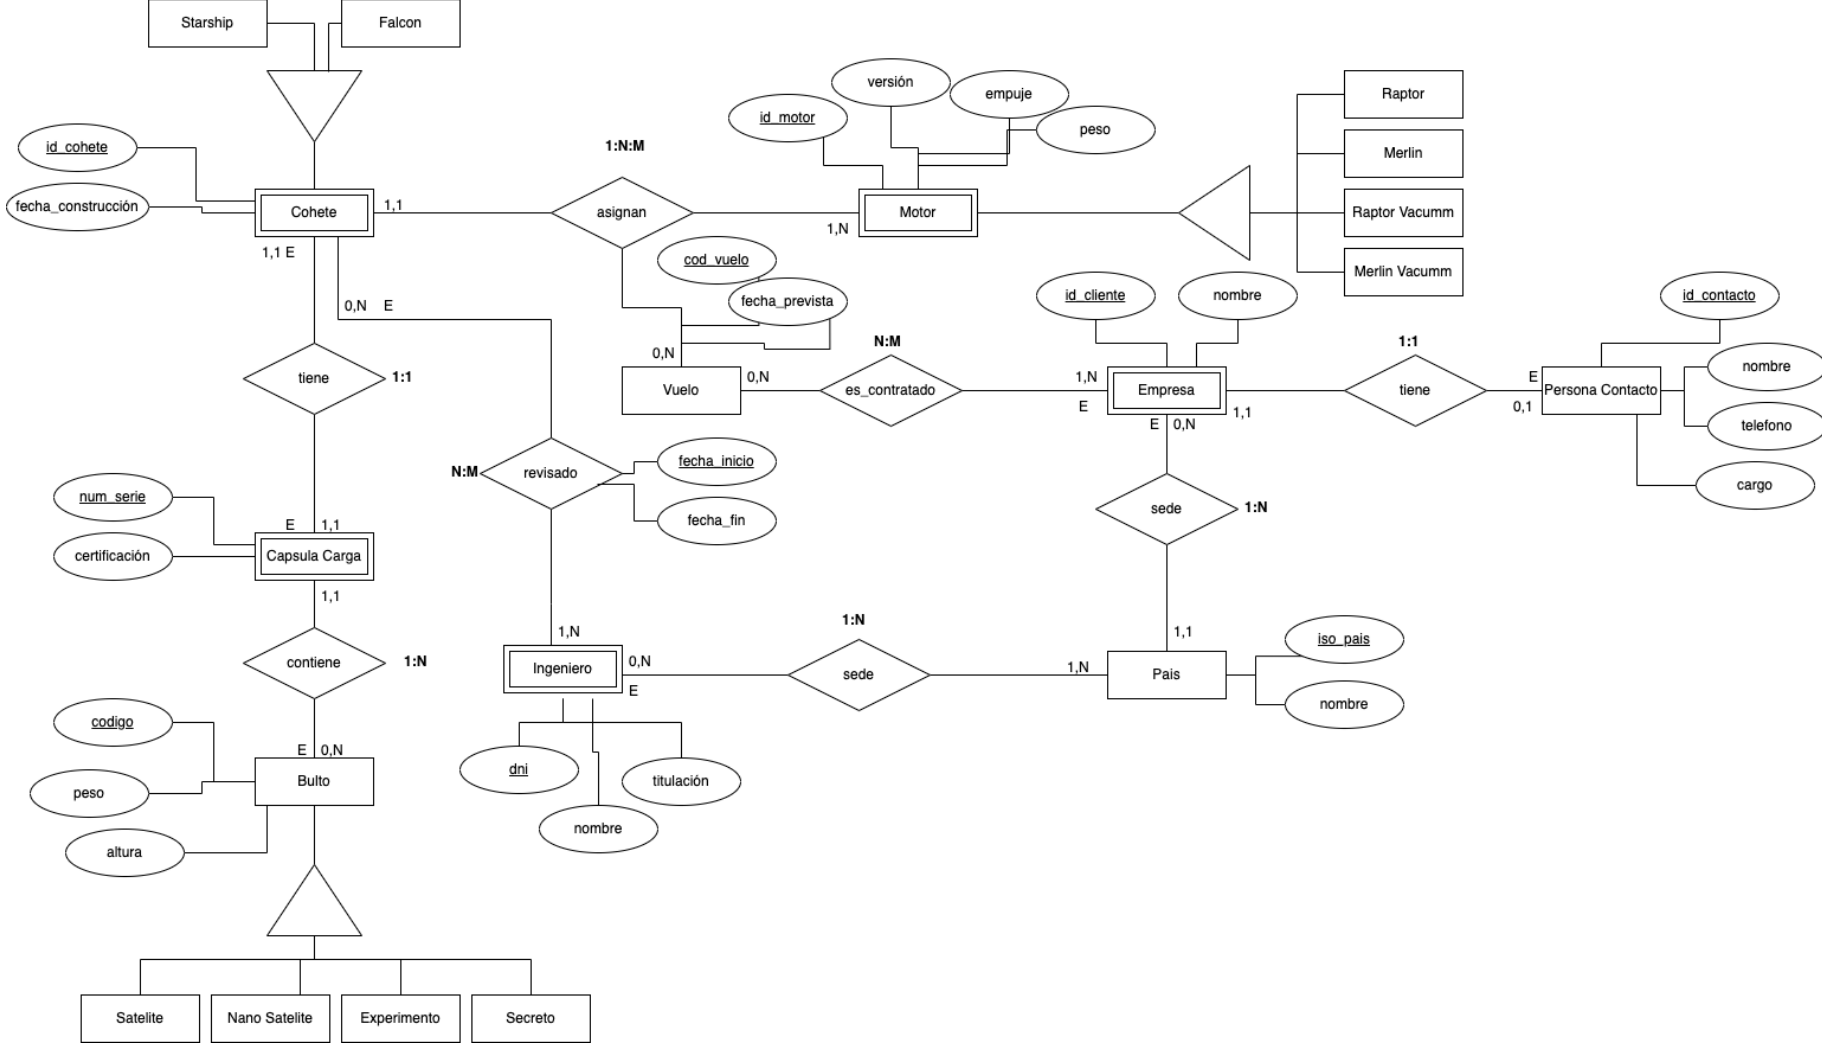 Starship
Falcon
versión
empuje
id_motor
peso
Raptor
Merlin
Raptor Vacumm
Merlin Vacumm
id_cohete
fecha_construcción
Cohete
1,1
1:N:M
asignan
1,N
Motor
1,1 E
0,N E
cod_vuelo
fecha_prevista
id_cliente
nombre
id_contacto
tiene
1:1
0,N
Vuelo
0,N
N:M
es_contratado
1,N
E
Empresa
1,1
1:1
tiene
E
0,1
Persona Contacto
nombre
telefono
cargo
E 0,N
N:M
revisado
fecha_inicio
fecha_fin
sede
1:N
num_serie
certificación
E 1,1
Capsula Carga
1,1
contiene
1:N
1,N
Ingeniero
0,N
E
1:N
sede
1,N
1,1
Pais
iso_pais
nombre
codigo
peso
altura
E 0,N
Bulto
dni
nombre
titulación
Satelite
Nano Satelite
Experimento
Secreto